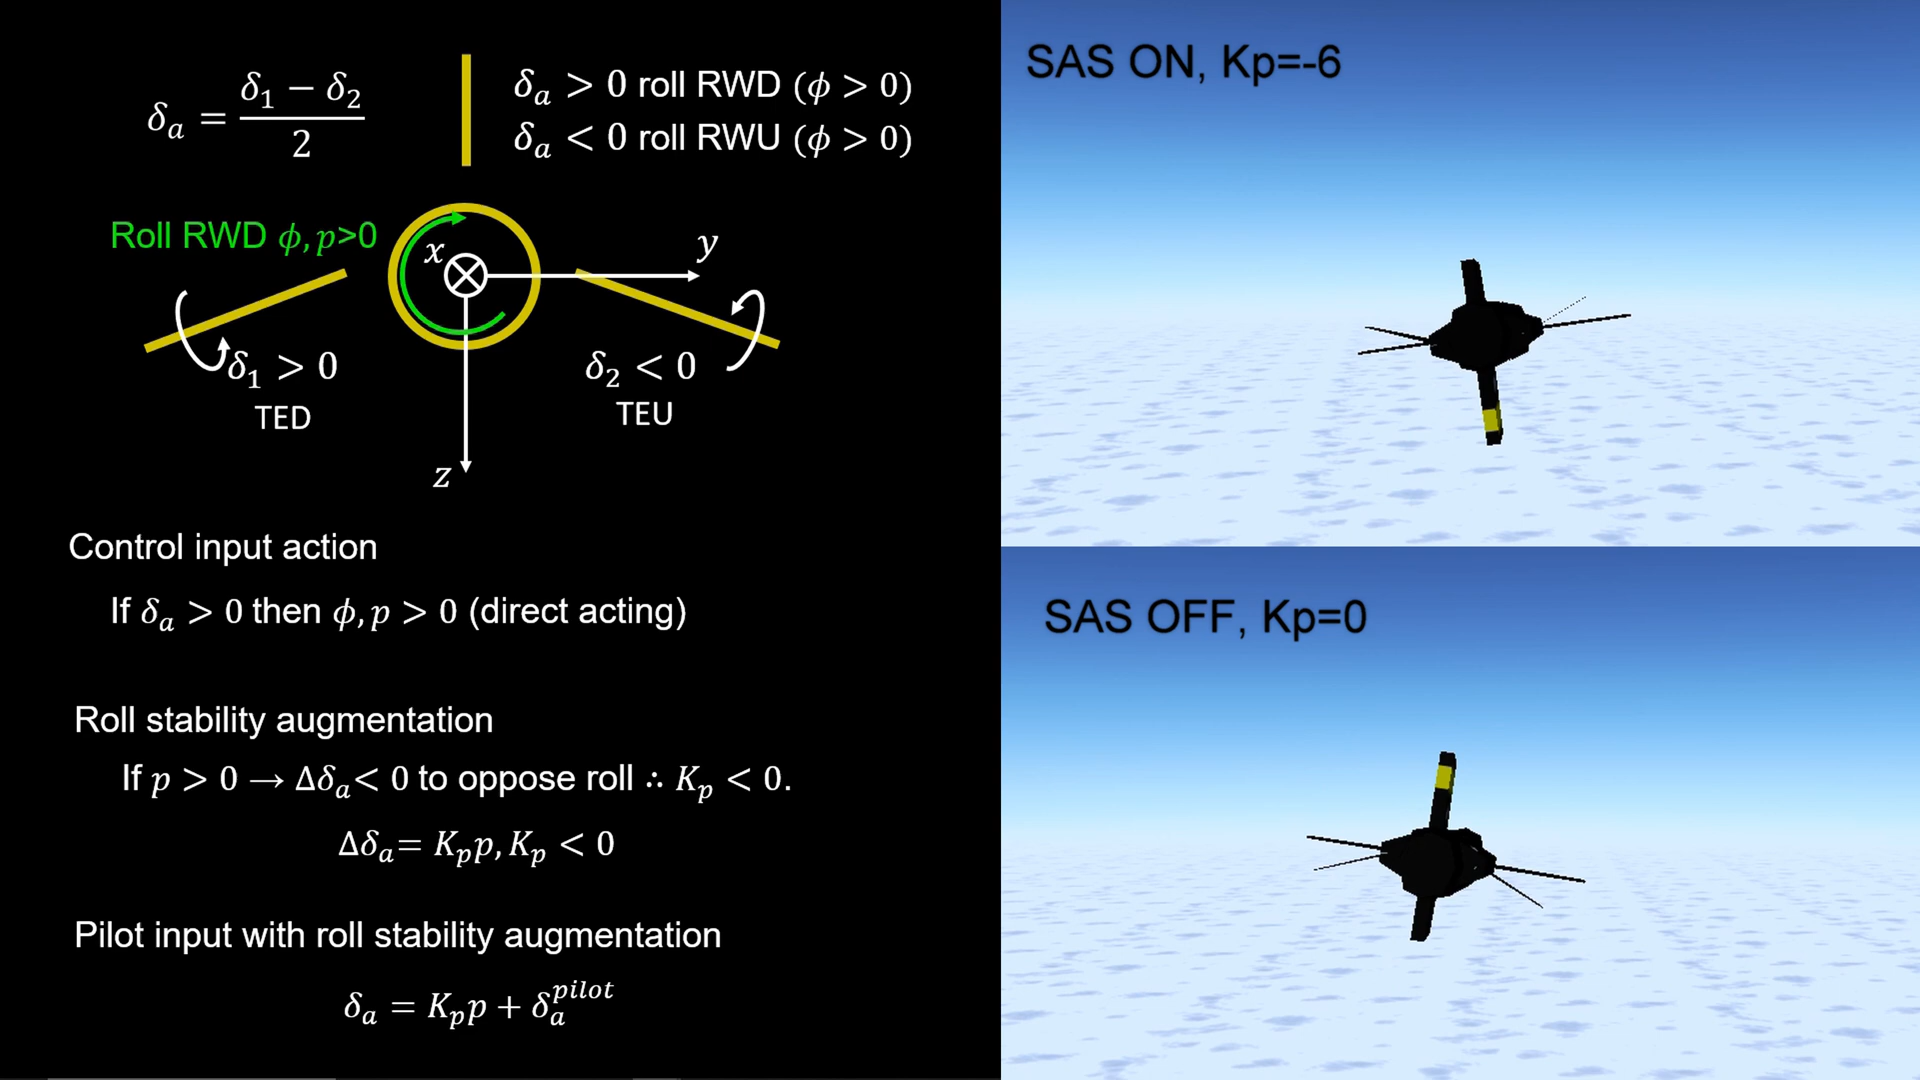 δₐ = (δ₁ − δ₂)/2
δₐ > 0 roll RWD (ϕ > 0)
δₐ < 0 roll RWU (ϕ > 0)
Roll RWD ϕ, p>0
x
y
δ₁ > 0
TED
δ₂ < 0
TEU
z
Control input action
If δₐ > 0 then ϕ, p > 0 (direct acting)
Roll stability augmentation
If p > 0 → Δδₐ< 0 to oppose roll ∴ Kₚ < 0.
Δδₐ= Kₚp, Kₚ < 0
Pilot input with roll stability augmentation
δₐ = Kₚp + δₐ^pilot
SAS ON, Kp=-6
SAS OFF, Kp=0